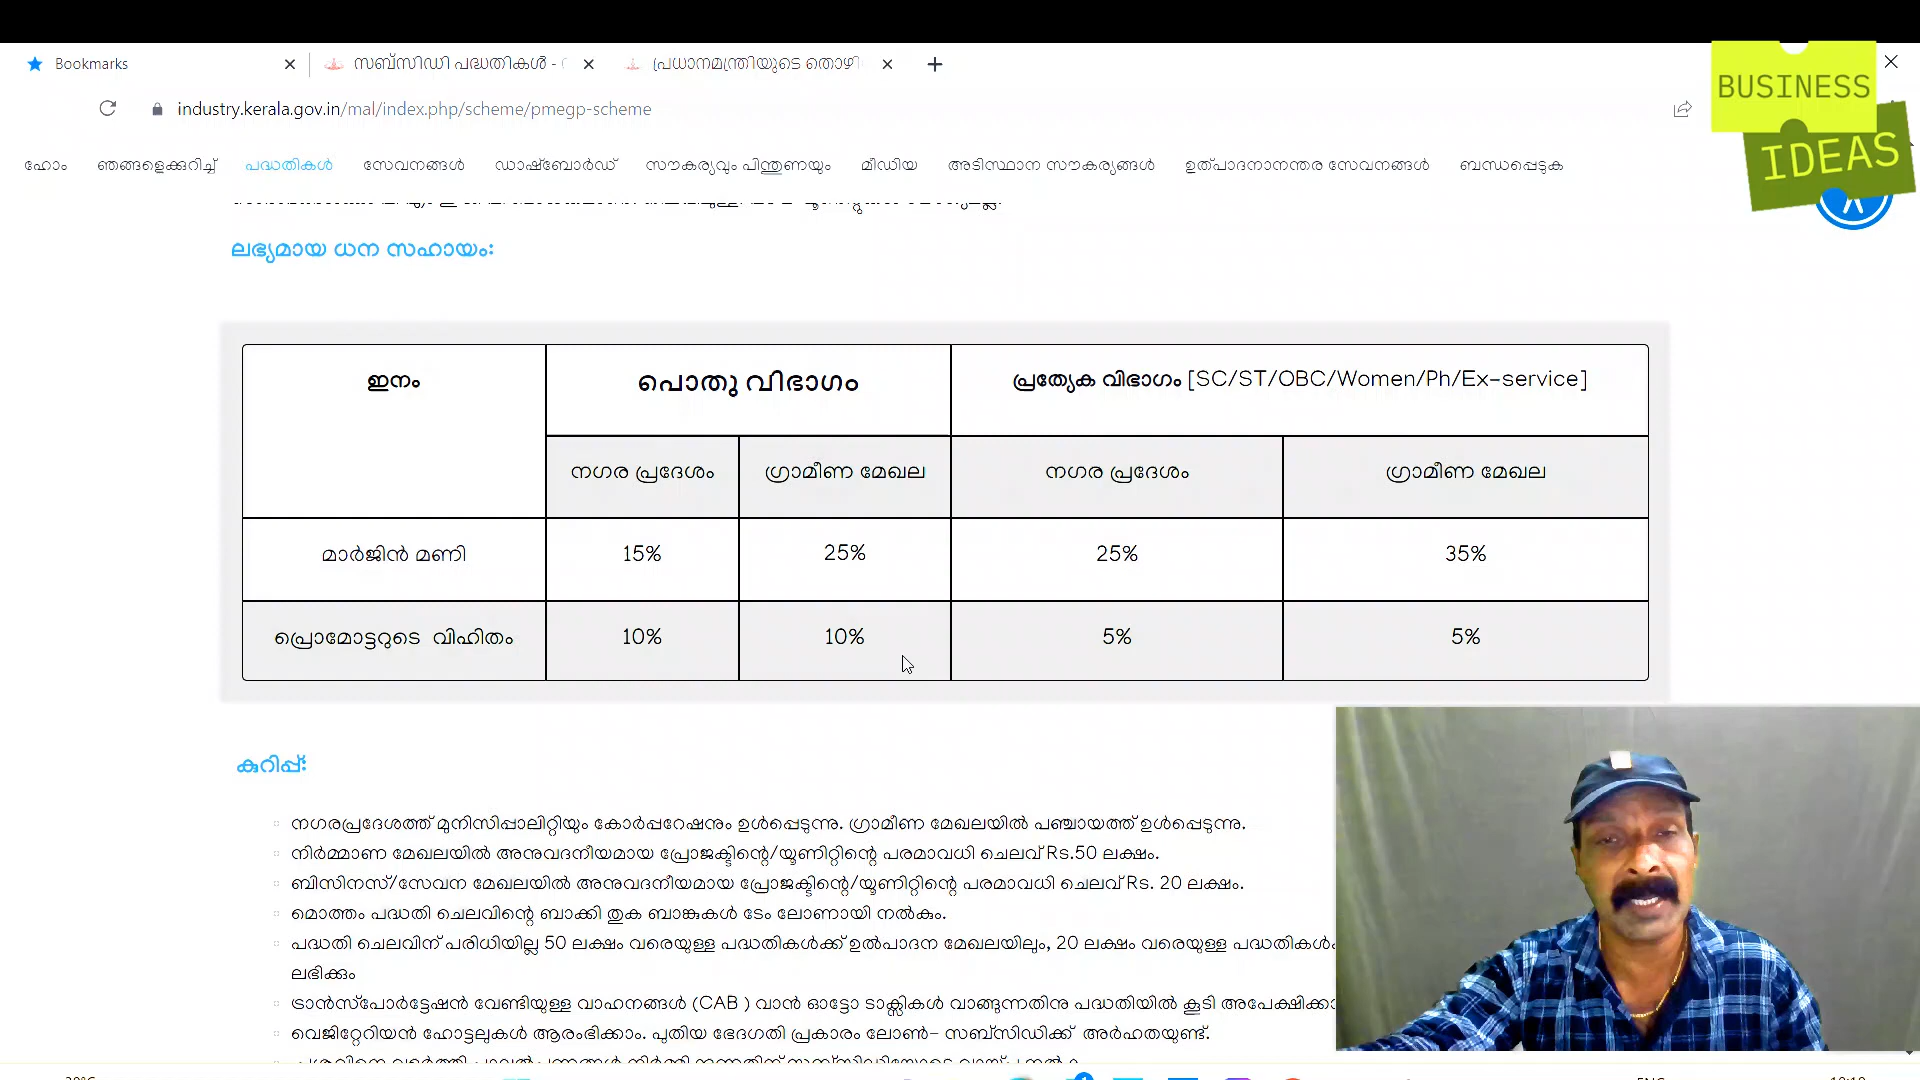 Bookmarks
സബ്സിഡി പദ്ധതികൾ -
പ്രധാനമന്ത്രിയുടെ തൊഴി
industry.kerala.gov.in/mal/index.php/scheme/pmegp-scheme
BUSINESS
IDEAS
ഹോം ഞങ്ങളെക്കുറിച്ച് പദ്ധതികൾ സേവനങ്ങൾ ഡാഷ്ബോർഡ് സൗകര്യവും പിന്തുണയും മീഡിയ അടിസ്ഥാന സൗകര്യങ്ങൾ ഉത്പാദനാനന്തര സേവനങ്ങൾ ബന്ധപ്പെടുക
ലഭ്യമായ ധന സഹായം:
ഇനം പൊതു വിഭാഗം പ്രത്യേക വിഭാഗം [SC/ST/OBC/Women/Ph/Ex-service]
നഗര പ്രദേശം ഗ്രാമീണ മേഖല നഗര പ്രദേശം ഗ്രാമീണ മേഖല
മാർജിൻ മണി 15% 25% 25% 35%
പ്രൊമോട്ടറുടെ വിഹിതം 10% 10% 5% 5%
കുറിപ്പ്:
നഗരപ്രദേശത്ത് മുനിസിപ്പാലിറ്റിയും കോർപ്പറേഷനും ഉൾപ്പെടുന്നു. ഗ്രാമീണ മേഖലയിൽ പഞ്ചായത്ത് ഉൾപ്പെടുന്നു.
നിർമ്മാണ മേഖലയിൽ അനുവദനീയമായ പ്രോജക്ടിന്റെ/യൂണിറ്റിന്റെ പരമാവധി ചെലവ് Rs.50 ലക്ഷം.
ബിസിനസ്/സേവന മേഖലയിൽ അനുവദനീയമായ പ്രോജക്ടിന്റെ/യൂണിറ്റിന്റെ പരമാവധി ചെലവ് Rs. 20 ലക്ഷം.
മൊത്തം പദ്ധതി ചെലവിന്റെ ബാക്കി തുക ബാങ്കുകൾ ടേം ലോണായി നൽകും.
പദ്ധതി ചെലവിന് പരിധിയില്ല 50 ലക്ഷം വരെയുള്ള പദ്ധതികൾക്ക് ഉൽപാദന മേഖലയിലും, 20 ലക്ഷം വരെയുള്ള
ലഭിക്കും
ട്രാൻസ്പോർട്ടേഷൻ വേണ്ടിയുള്ള വാഹനങ്ങൾ (CAB ) വാൻ ഓട്ടോ ടാക്സികൾ വാങ്ങുന്നതിനു പദ്ധതിയിൽ കൂടി
വെജിറ്റേറിയൻ ഹോട്ടലുകൾ ആരംഭിക്കാം. പുതിയ ഭേദഗതി പ്രകാരം ലോൺ- സബ്സിഡിക്ക് അർഹതയുണ്ട്.